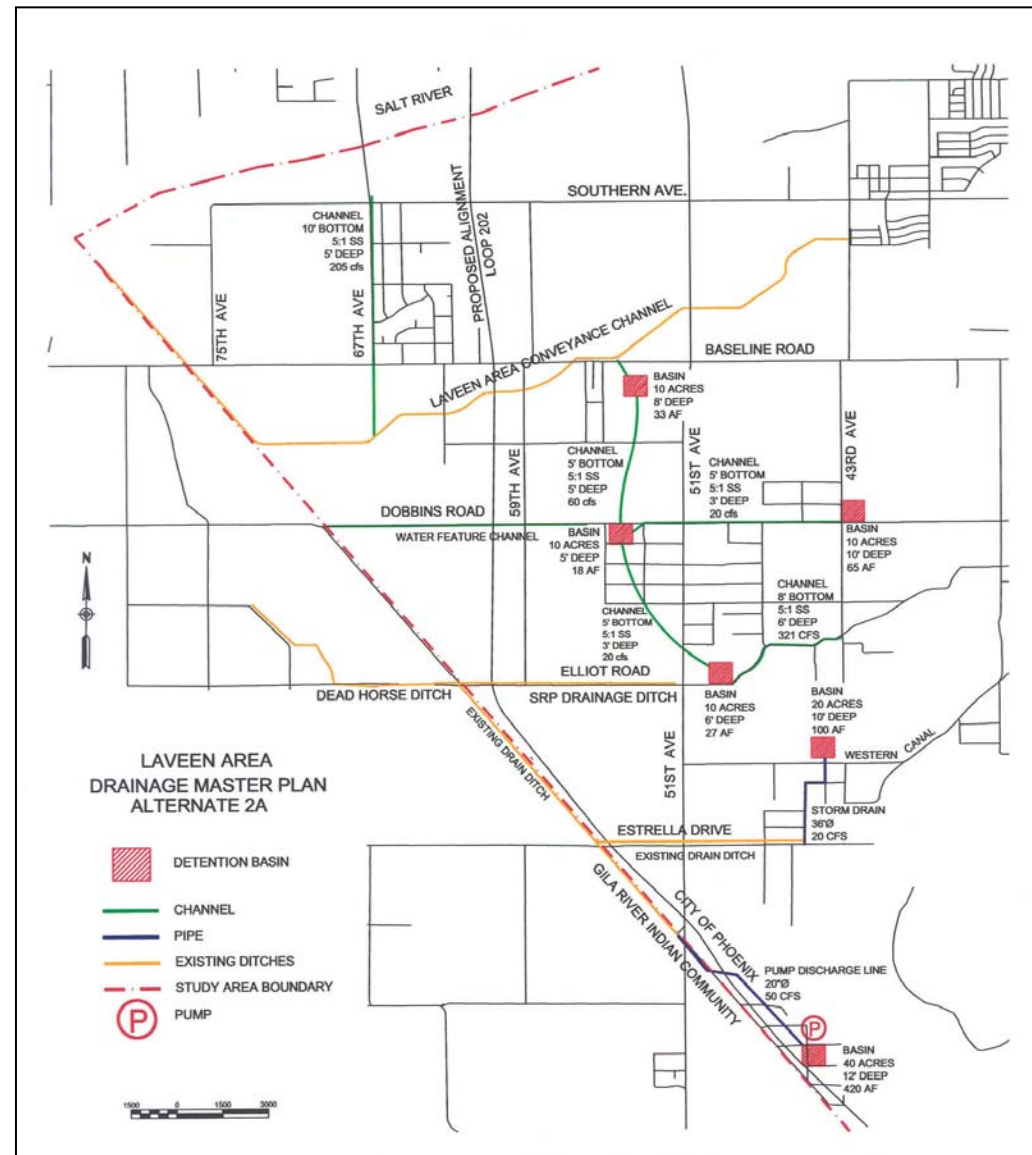 SALT RIVER
SOUTHERN AVE.
CHANNEL
10' BOTTOM
5:1 SS
5' DEEP
205 cfs
PROPOSED ALIGNMENT
LOOP 202
75TH AVE
67TH AVE
LAVEEN AREA CONVEYANCE CHANNEL
BASELINE ROAD
BASIN
10 ACRES
8' DEEP
33 AF
CHANNEL
5' BOTTOM
5:1 SS
5' DEEP
60 cfs
59TH AVE
51ST AVE
CHANNEL
5' BOTTOM
5:1 SS
3' DEEP
20 cfs
43RD AVE
DOBBINS ROAD
WATER FEATURE CHANNEL
BASIN
10 ACRES
5' DEEP
18 AF
BASIN
10 ACRES
10' DEEP
65 AF
N
CHANNEL
8' BOTTOM
5:1 SS
6' DEEP
321 CFS
CHANNEL
5' BOTTOM
5:1 SS
3' DEEP
20 cfs
ELLIOT ROAD
DEAD HORSE DITCH
SRP DRAINAGE DITCH
BASIN
10 ACRES
6' DEEP
27 AF
BASIN
20 ACRES
10' DEEP
100 AF
EXISTING DRAIN DITCH
51ST AVE
WESTERN CANAL
STORM DRAIN
36'Ø
20 CFS
ESTRELLA DRIVE
EXISTING DRAIN DITCH
CITY OF PHOENIX
GILA RIVER INDIAN COMMUNITY
PUMP DISCHARGE LINE
20"Ø
50 CFS
P
BASIN
40 ACRES
12' DEEP
420 AF
LAVEEN AREA
DRAINAGE MASTER PLAN
ALTERNATE 2A
DETENTION BASIN
CHANNEL
PIPE
EXISTING DITCHES
STUDY AREA BOUNDARY
P PUMP
1500 0 1500 3000